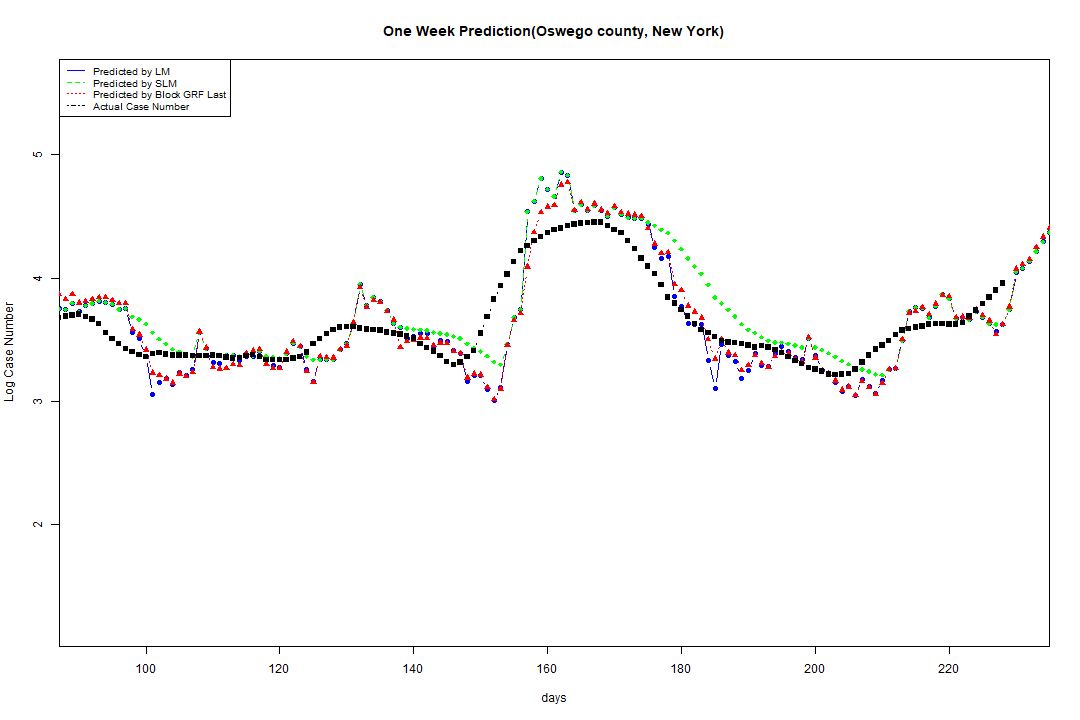 One Week Prediction(Oswego county, New York)
Predicted by LM
Predicted by SLM
Predicted by Block GRF Last
Actual Case Number
Log Case Number
5
4
3
2
100 120 140 160 180 200 220
days